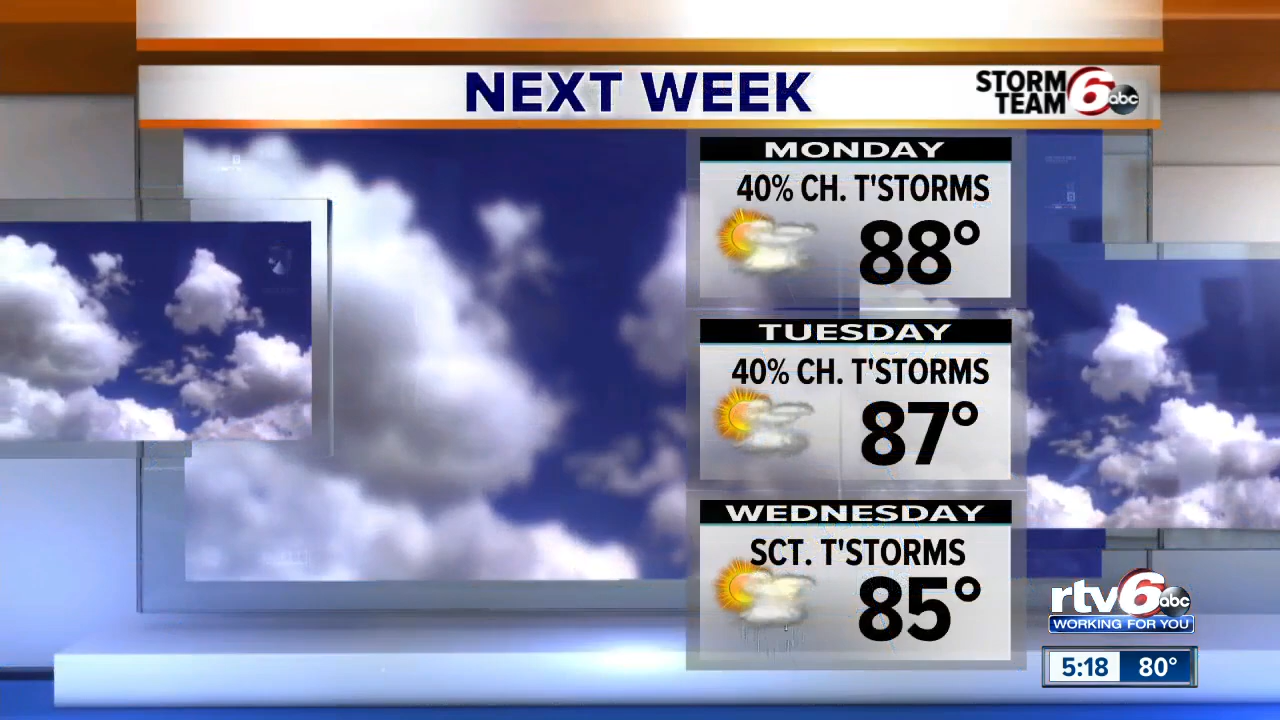 NEXT WEEK
STORM
TEAM 6 abc
MONDAY
40% CH. T'STORMS
88°
TUESDAY
40% CH. T'STORMS
87°
WEDNESDAY
SCT. T'STORMS
85°
rtv6 abc
WORKING FOR YOU
5:18 80°